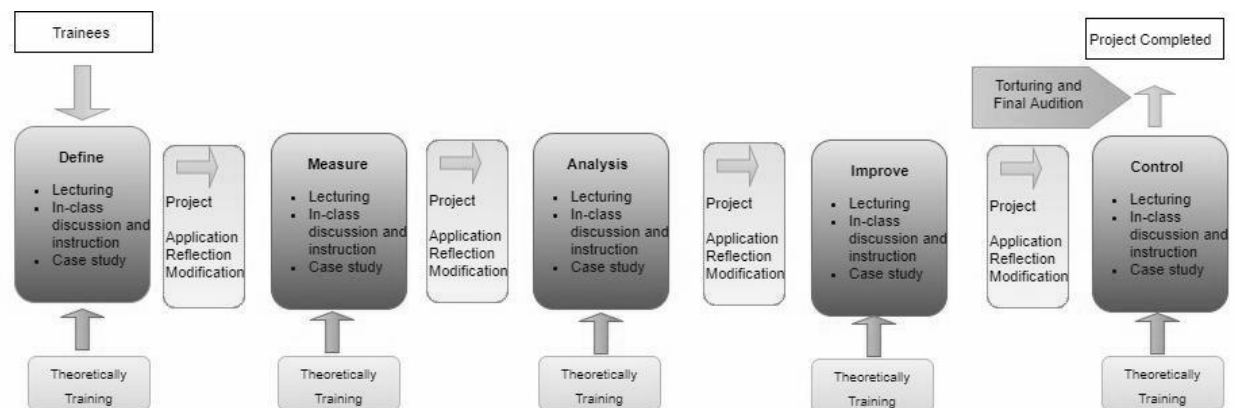 Trainees
Project Completed
Torturing and
Final Audition
Define
• Lecturing
• In-class
discussion and
instruction
• Case study
Project
Application
Reflection
Modification
Measure
• Lecturing
• In-class
discussion and
instruction
• Case study
Project
Application
Reflection
Modification
Analysis
• Lecturing
• In-class
discussion and
instruction
• Case study
Project
Application
Reflection
Modification
Improve
• Lecturing
• In-class
discussion and
instruction
• Case study
Project
Application
Reflection
Modification
Control
• Lecturing
• In-class
discussion and
instruction
• Case study
Theoretically
Training
Theoretically
Training
Theoretically
Training
Theoretically
Training
Theoretically
Training